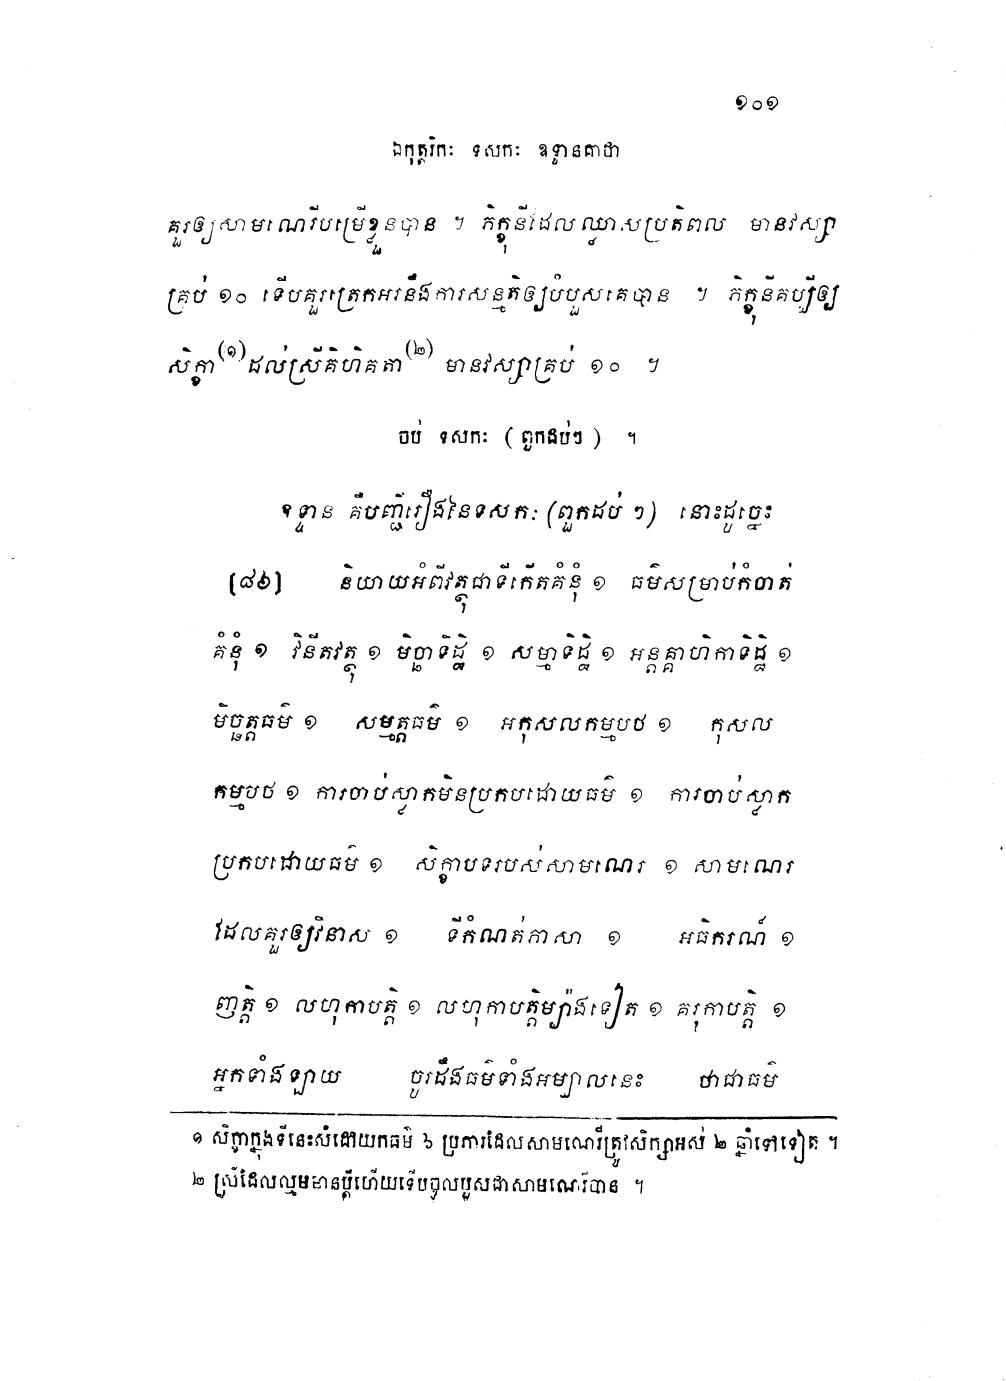 ១០១
ឯកុត្តរិកៈ ទសកៈ ឧទ្ទានគាថា
គួរឲ្យសាមណេរីបម្រើខ្លួនបាន ។ ភិក្ខុនីដែលឈ្លាសប្រតិពល មានវស្សា
គ្រប់ ១០ ទើបគួរត្រេកអរនឹងការសន្មតិឲ្យបំបួសគេបាន ។ ភិក្ខុនីគប្បីឲ្យ
សិក្ខា(១)ដល់ស្រីគិហិគតា(២) មានវស្សាគ្រប់ ១០ ។
ចប់ ទសកៈ ( ពួកដប់ៗ ) ។
ឧទ្ទាន គឺបញ្ជីរឿងនៃទសកៈ (ពួកដប់ ៗ) នោះដូច្នេះ
[៨៦] និយាយអំពីវត្ថុជាទីកើតគំនុំ ១ ធម៌សម្រាប់កំចាត់
គំនុំ ១ វិនីតវត្ថុ ១ មិច្ឆាទិដ្ឋិ ១ សម្មាទិដ្ឋិ ១ អន្តគ្គាហិកាទិដ្ឋិ ១
មិច្ឆត្តធម៌ ១ សម្មត្តធម៌ ១ អកុសលកម្មបថ ១ កុសល
កម្មបថ ១ ការចាប់ស្លាកមិនប្រកបដោយធម៌ ១ ការចាប់ស្លាក
ប្រកបដោយធម៌ ១ សិក្ខាបទរបស់សាមណេរ ១ សាមណេរ
ដែលគួរឲ្យវិនាស ១ ទីកំណត់ភាសា ១ អធិករណ៍ ១
ញត្តិ ១ លហុកាបត្តិ ១ លហុកាបត្តិម្យ៉ាងទៀត ១ គរុកាបត្តិ ១
អ្នកទាំងឡាយ ចូរដឹងធម៌ទាំងអម្បាលនេះ ថាជាធម៌
១ សិក្ខាក្នុងទីនេះសំដៅយកធម៌ ៦ ប្រការដែលសាមណេរីត្រូវសិក្សាអស់ ២ ឆ្នាំទៅទៀត ។
២ ស្រីដែលល្មមមានប្តីហើយទើបចូលបួសជាសាមណេរីបាន ។